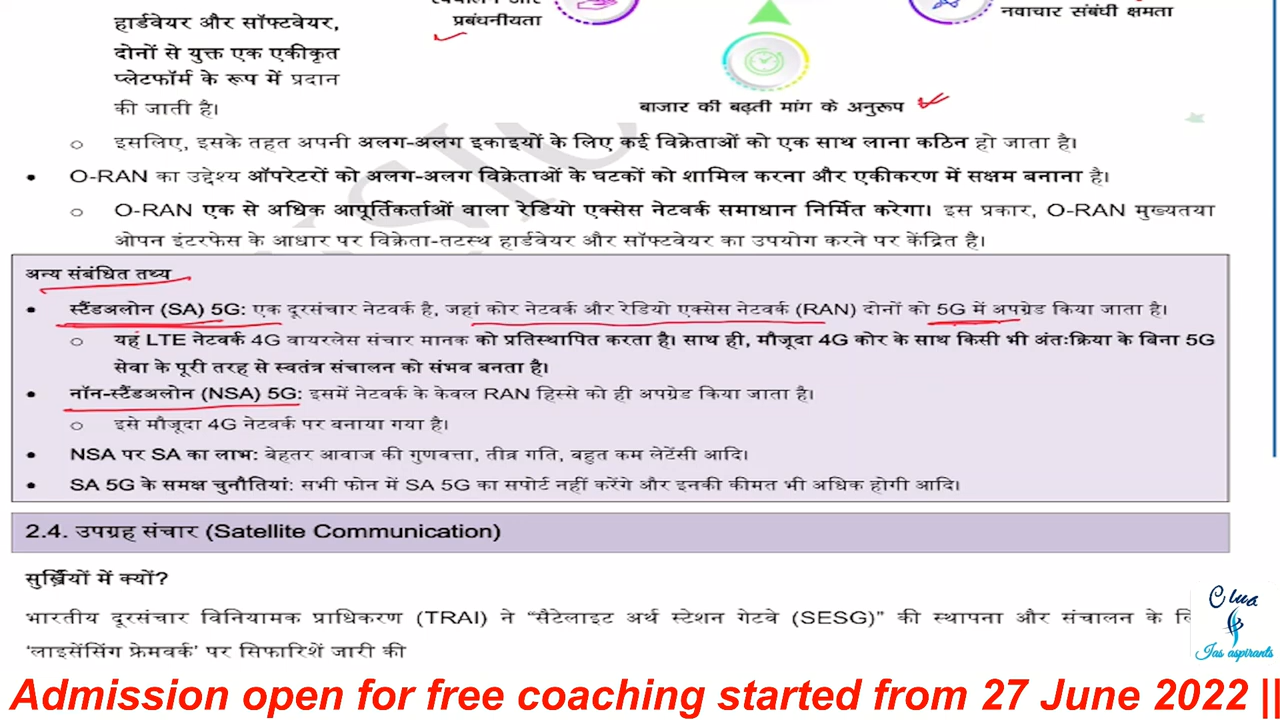 हार्डवेयर और सॉफ्टवेयर,
दोनों से युक्त एक एकीकृत
प्लेटफॉर्म के रूप में प्रदान
की जाती है।
प्रबंधनीयता
नवाचार संबंधी क्षमता
बाजार की बढ़ती मांग के अनुरूप
○ इसलिए, इसके तहत अपनी अलग-अलग इकाइयों के लिए कई विक्रेताओं को एक साथ लाना कठिन हो जाता है।
• O-RAN का उद्देश्य ऑपरेटरों को अलग-अलग विक्रेताओं के घटकों को शामिल करना और एकीकरण में सक्षम बनाना है।
○ O-RAN एक से अधिक आपूर्तिकर्ताओं वाला रेडियो एक्सेस नेटवर्क समाधान निर्मित करेगा। इस प्रकार, O-RAN मुख्यतया
ओपन इंटरफेस के आधार पर विक्रेता-तटस्थ हार्डवेयर और सॉफ्टवेयर का उपयोग करने पर केंद्रित है।
अन्य संबंधित तथ्य
• स्टैंडअलोन (SA) 5G: एक दूरसंचार नेटवर्क है, जहां कोर नेटवर्क और रेडियो एक्सेस नेटवर्क (RAN) दोनों को 5G में अपग्रेड किया जाता है।
○ यह LTE नेटवर्क 4G वायरलेस संचार मानक को प्रतिस्थापित करता है। साथ ही, मौजूदा 4G कोर के साथ किसी भी अंतःक्रिया के बिना 5G
सेवा के पूरी तरह से स्वतंत्र संचालन को संभव बनता है।
• नॉन-स्टैंडअलोन (NSA) 5G: इसमें नेटवर्क के केवल RAN हिस्से को ही अपग्रेड किया जाता है।
○ इसे मौजूदा 4G नेटवर्क पर बनाया गया है।
• NSA पर SA का लाभ: बेहतर आवाज की गुणवत्ता, तीव्र गति, बहुत कम लेटेंसी आदि।
• SA 5G के समक्ष चुनौतियां: सभी फोन में SA 5G का सपोर्ट नहीं करेंगे और इनकी कीमत भी अधिक होगी आदि।
2.4. उपग्रह संचार (Satellite Communication)
सुर्ख़ियों में क्यों?
भारतीय दूरसंचार विनियामक प्राधिकरण (TRAI) ने “सैटेलाइट अर्थ स्टेशन गेटवे (SESG)” की स्थापना और संचालन के
‘लाइसेंसिंग फ्रेमवर्क’ पर सिफारिशें जारी की
Ias aspirants
Admission open for free coaching started from 27 June 2022 ||